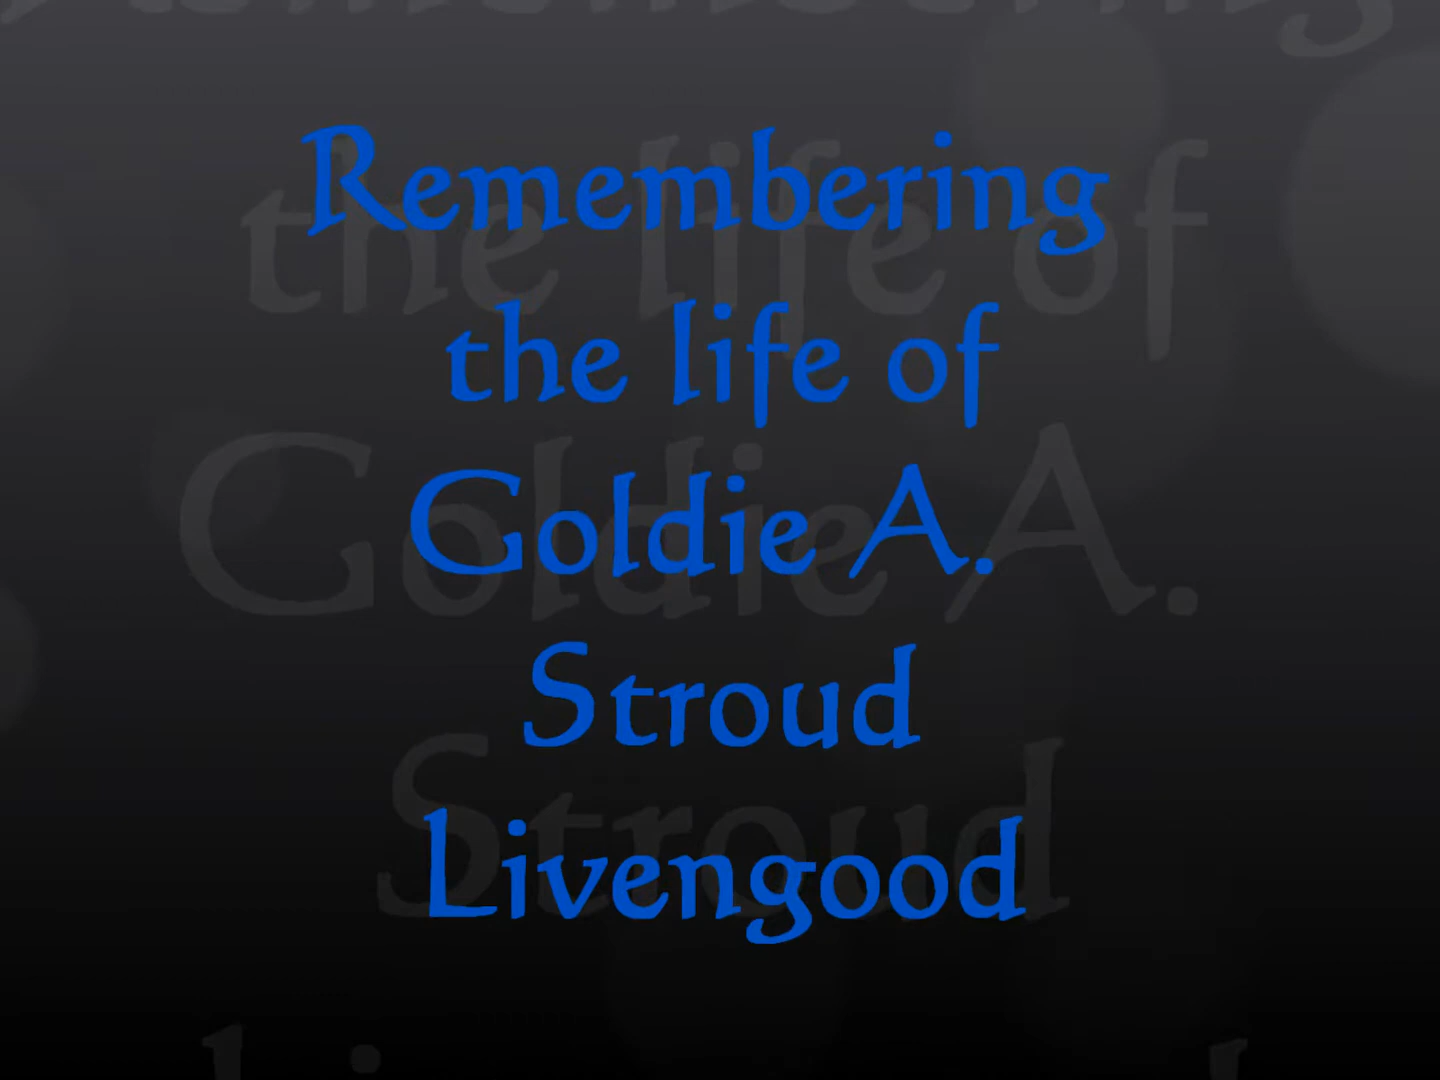 Remembering
the life of
Goldie A.
Stroud
Livengood